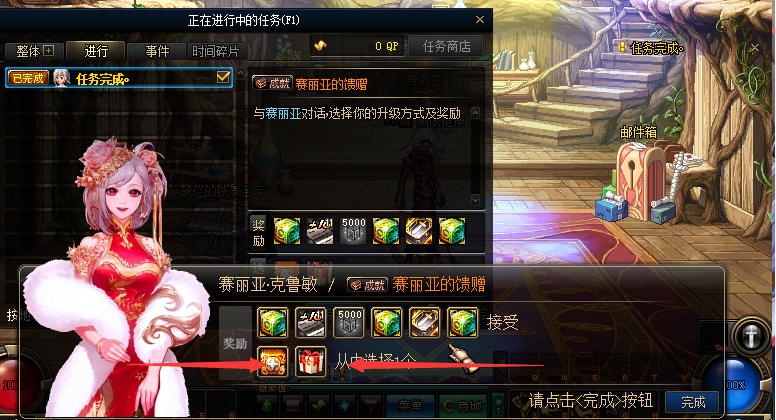 正在进行中的任务(F1)
整体 进行 事件 时间碎片 0 QP 任务商店
已完成 任务完成。
成就 赛丽亚的馈赠
与赛丽亚对话,选择你的升级方式及奖励
任务完成。
邮件箱
奖励 5000
赛丽亚·克鲁敏 / 成就 赛丽亚的馈赠
奖励 5000 接受
从中选择1个
请点击<完成>按钮 完成
菜单 商城
100%